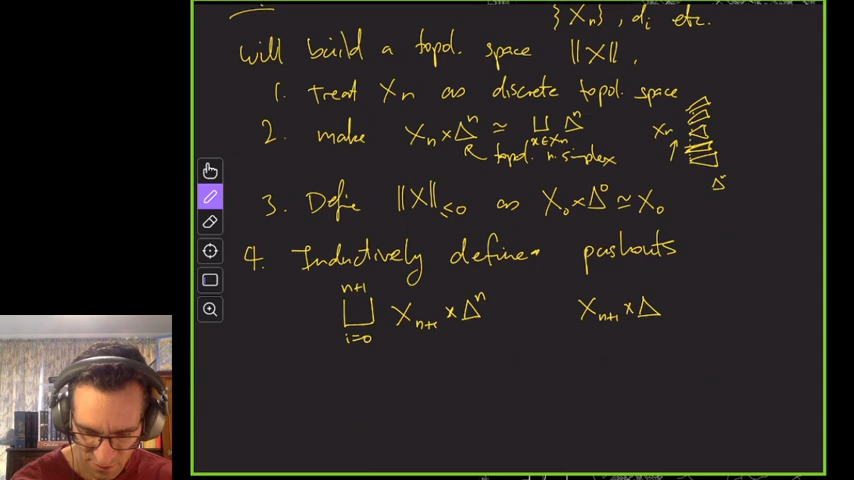 {Xn}, di etc.
will build a topol. space ||X||.
1. Treat Xn as discrete topol. space
2. make Xn × Δⁿ ≃ ⊔ Δⁿ
x∈Xn
topol. n-simplex
Xn ↑
Δⁿ
3. Define ||X||≤0 as X₀ × Δ⁰ ≃ X₀
4. Inductively define pushouts
n+1
⊔ Xn+1 × Δⁿ Xn+1 × Δ
i=0